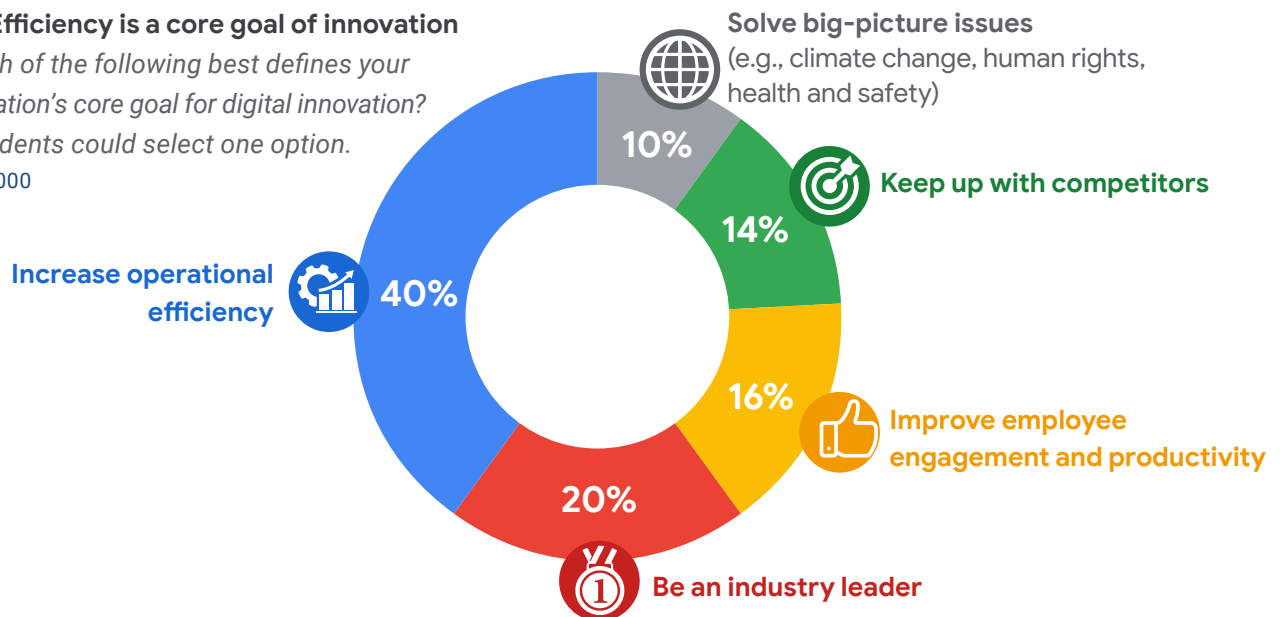 Efficiency is a core goal of innovation
h of the following best defines your
ation's core goal for digital innovation?
dents could select one option.
000
Solve big-picture issues
(e.g., climate change, human rights,
health and safety)
10%
Keep up with competitors
14%
Increase operational
efficiency
40%
16%
Improve employee
engagement and productivity
20%
1
Be an industry leader